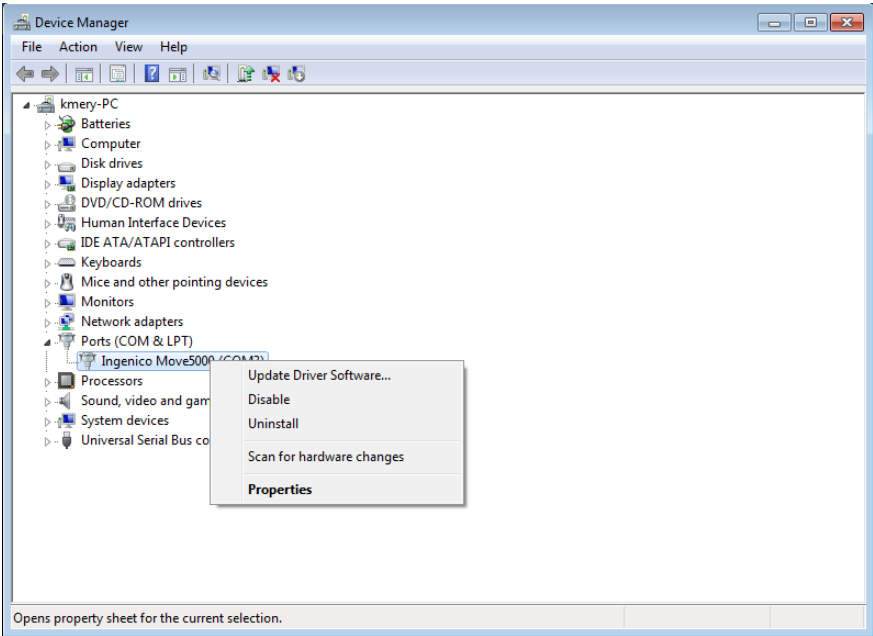 Device Manager
File Action View Help
kmery-PC
Batteries
Computer
Disk drives
Display adapters
DVD/CD-ROM drives
Human Interface Devices
IDE ATA/ATAPI controllers
Keyboards
Mice and other pointing devices
Monitors
Network adapters
Ports (COM & LPT)
Ingenico Move5000
Processors
Sound, video and gam
System devices
Universal Serial Bus co
Update Driver Software...
Disable
Uninstall
Scan for hardware changes
Properties
Opens property sheet for the current selection.